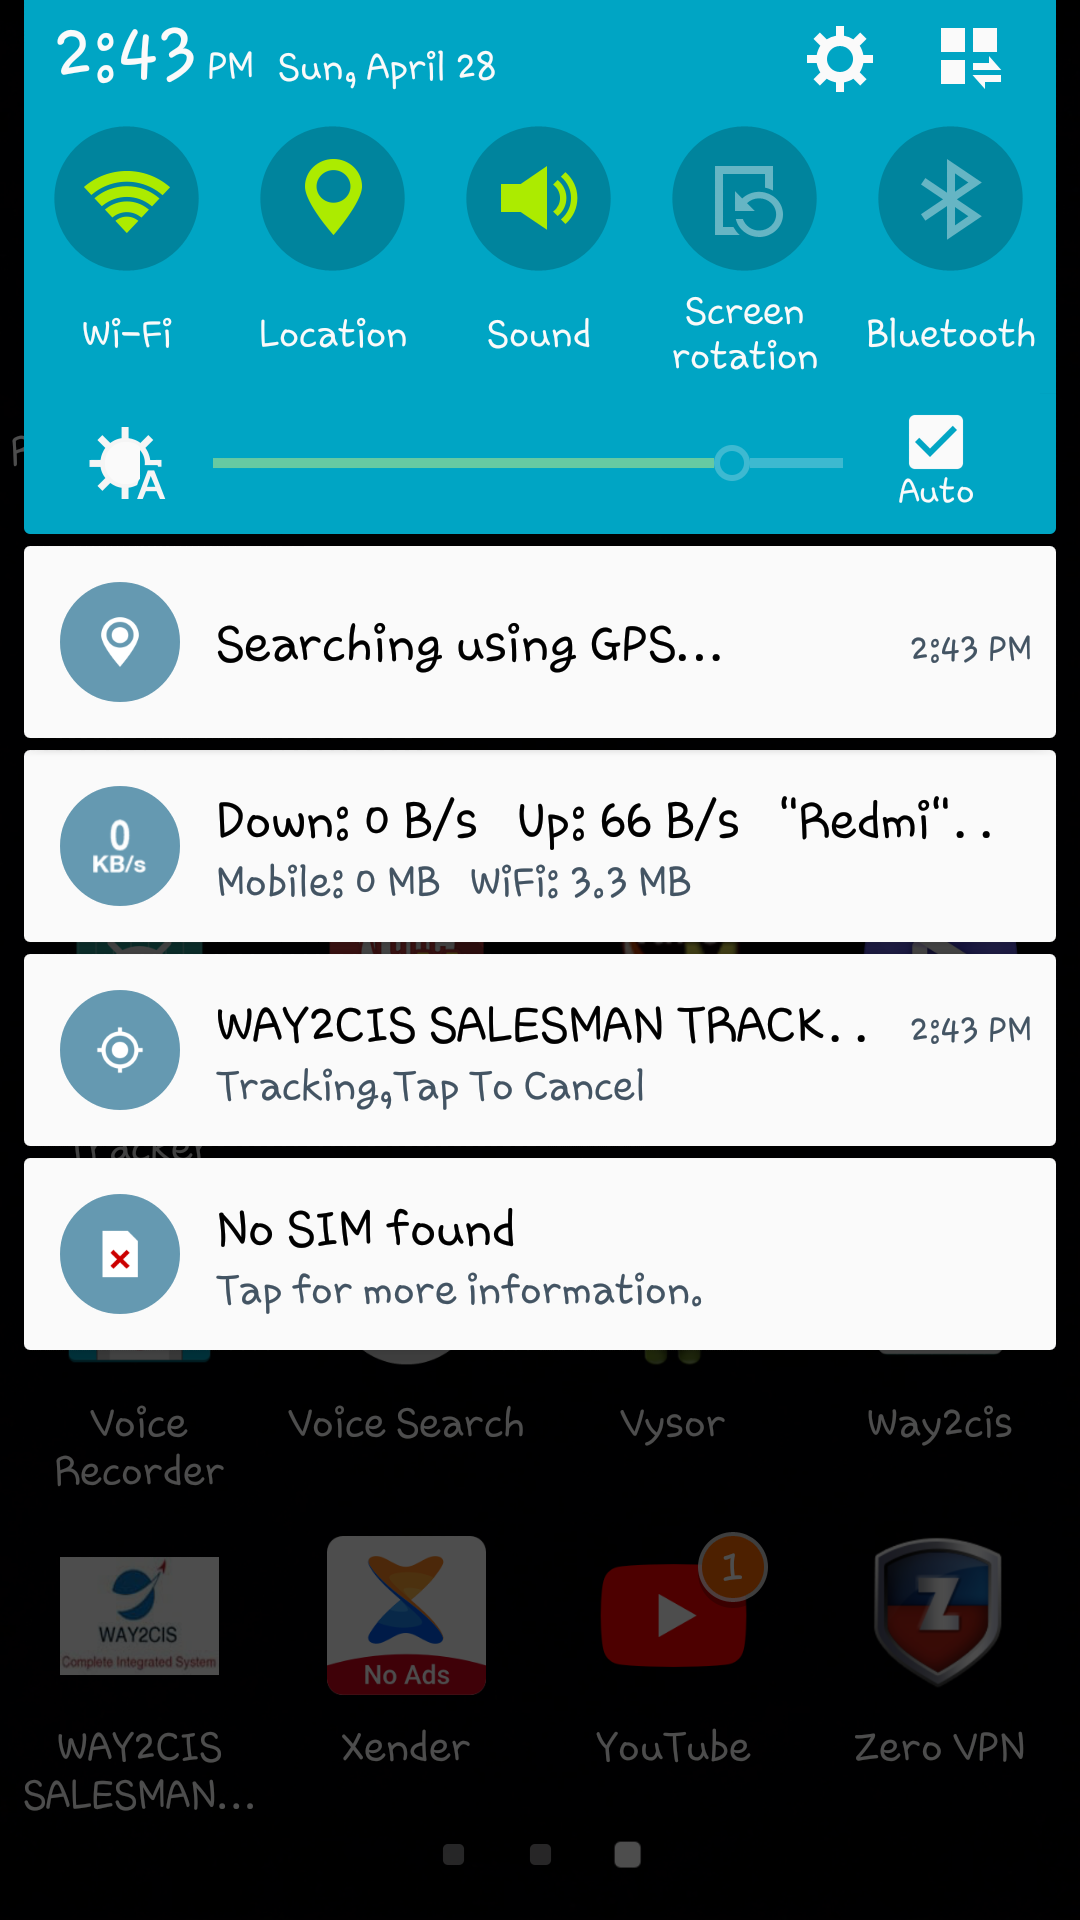 2:43 PM Sun, April 28
Wi-Fi
Location
Sound
Screen
rotation
Bluetooth
A
Auto
Searching using GPS...
2:43 PM
0
KB/s
Down: 0 B/s Up: 66 B/s "Redmi"..
Mobile: 0 MB WiFi: 3.3 MB
WAY2CIS SALESMAN TRACK..
2:43 PM
Tracking,Tap To Cancel
Tracker
No SIM found
Tap for more information.
Voice
Recorder
Voice Search
Vysor
Way2cis
WAY2CIS
Complete Integrated System
No Ads
1
Z
WAY2CIS
SALESMAN...
Xender
YouTube
Zero VPN